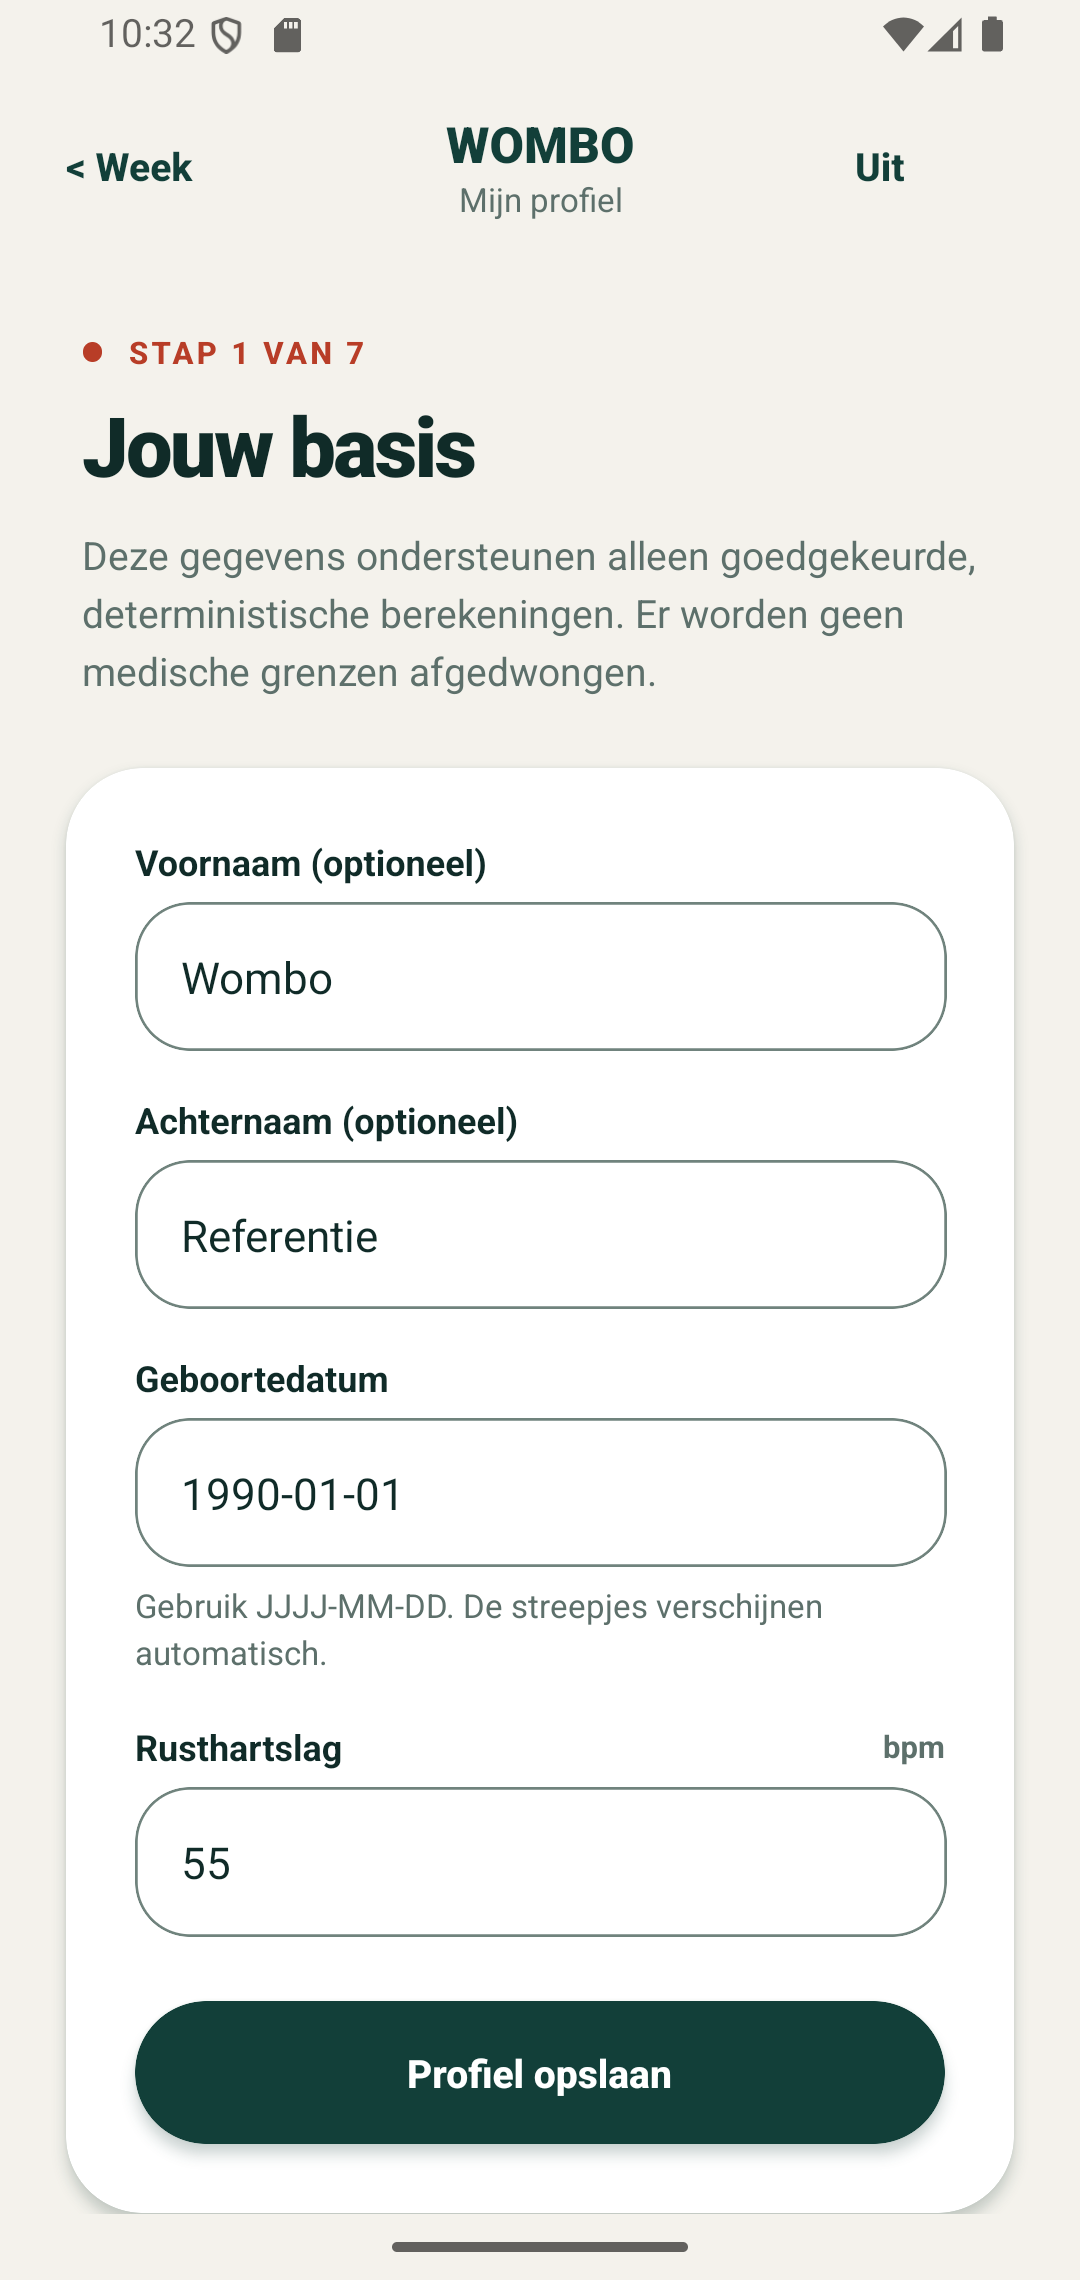 10:32
< Week
WOMBO
Mijn profiel
Uit
STAP 1 VAN 7
Jouw basis
Deze gegevens ondersteunen alleen goedgekeurde,
deterministische berekeningen. Er worden geen
medische grenzen afgedwongen.
Voornaam (optioneel)
Wombo
Achternaam (optioneel)
Referentie
Geboortedatum
1990-01-01
Gebruik JJJJ-MM-DD. De streepjes verschijnen
automatisch.
Rusthartslag
bpm
55
Profiel opslaan